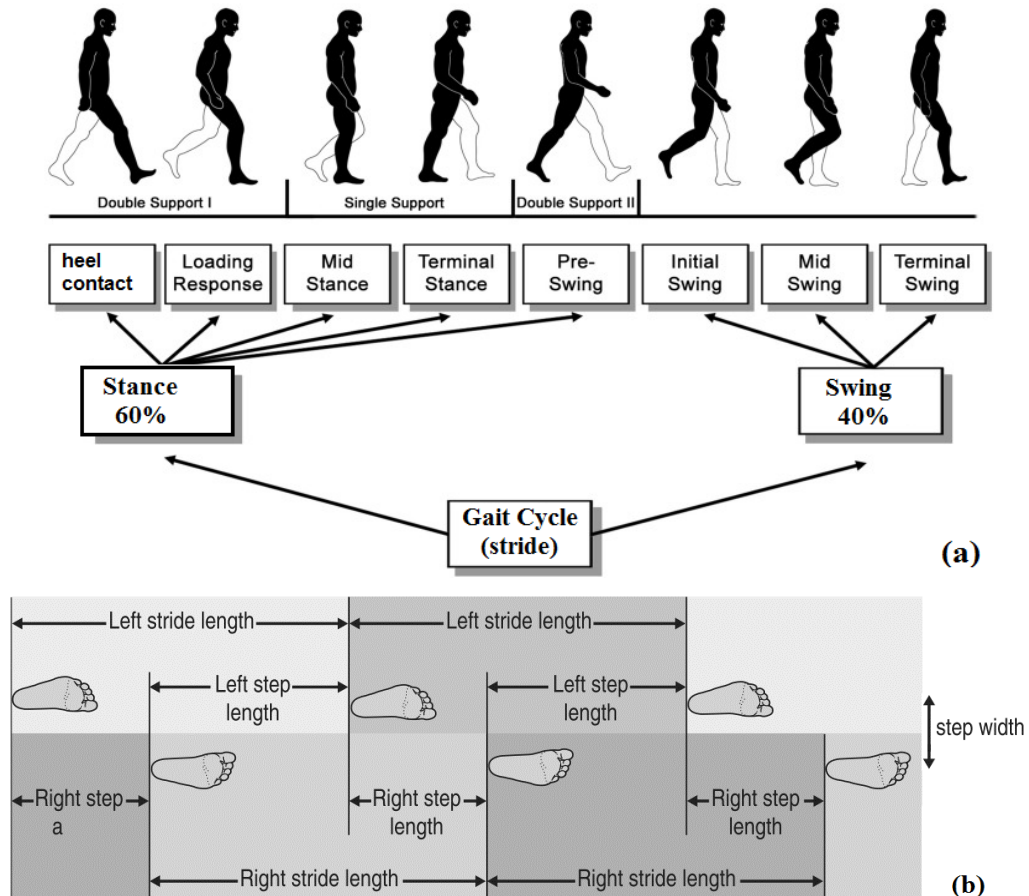 Double Support I
Single Support
Double Support II
heel
contact
Loading
Response
Mid
Stance
Terminal
Stance
Pre-
Swing
Initial
Swing
Mid
Swing
Terminal
Swing
Stance
60%
Swing
40%
Gait Cycle
(stride)
(a)
Left stride length
Left stride length
Left step
length
Left step
length
step width
Right step
a
Right step
length
Right step
length
Right stride length
Right stride length
(b)